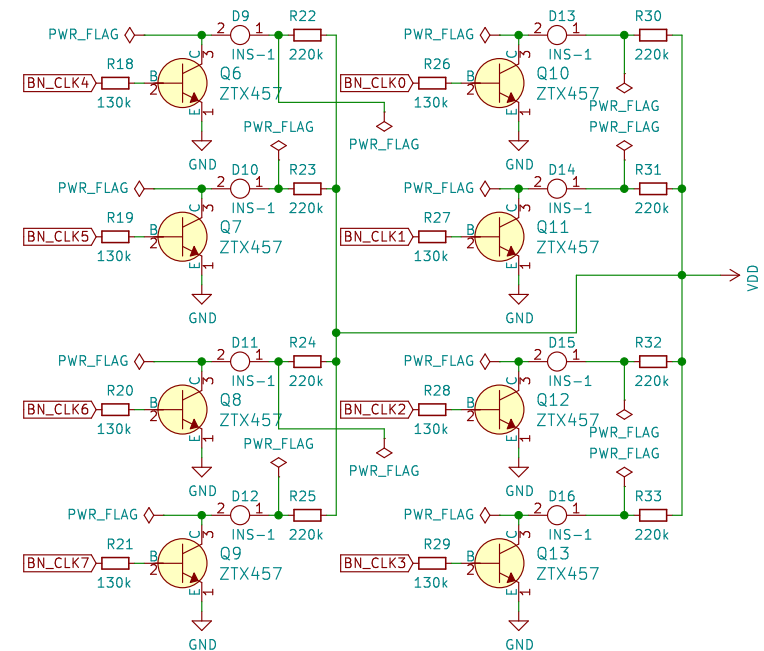 D9
R22
D13
R30
PWR_FLAG
2
1
PWR_FLAG
2
1
C
3
INS-1
220k
C
3
INS-1
220k
R18
Q6
R26
Q10
BN_CLK4
B
2
ZTX457
BN_CLK0
B
2
ZTX457
130k
E
1
130k
E
1
PWR_FLAG
PWR_FLAG
PWR_FLAG
PWR_FLAG
GND
GND
D10
R23
D14
R31
PWR_FLAG
2
1
PWR_FLAG
2
1
C
3
INS-1
220k
C
3
INS-1
220k
R19
Q7
R27
Q11
BN_CLK5
B
2
ZTX457
BN_CLK1
B
2
ZTX457
130k
E
1
130k
E
1
VDD
GND
GND
D11
R24
D15
R32
PWR_FLAG
2
1
PWR_FLAG
2
1
C
3
INS-1
220k
C
3
INS-1
220k
R20
Q8
R28
Q12
BN_CLK6
B
2
ZTX457
BN_CLK2
B
2
ZTX457
130k
E
1
130k
E
1
PWR_FLAG
PWR_FLAG
PWR_FLAG
PWR_FLAG
GND
GND
D12
R25
D16
R33
PWR_FLAG
2
1
PWR_FLAG
2
1
C
3
INS-1
220k
C
3
INS-1
220k
R21
Q9
R29
Q13
BN_CLK7
B
2
ZTX457
BN_CLK3
B
2
ZTX457
130k
E
1
130k
E
1
GND
GND